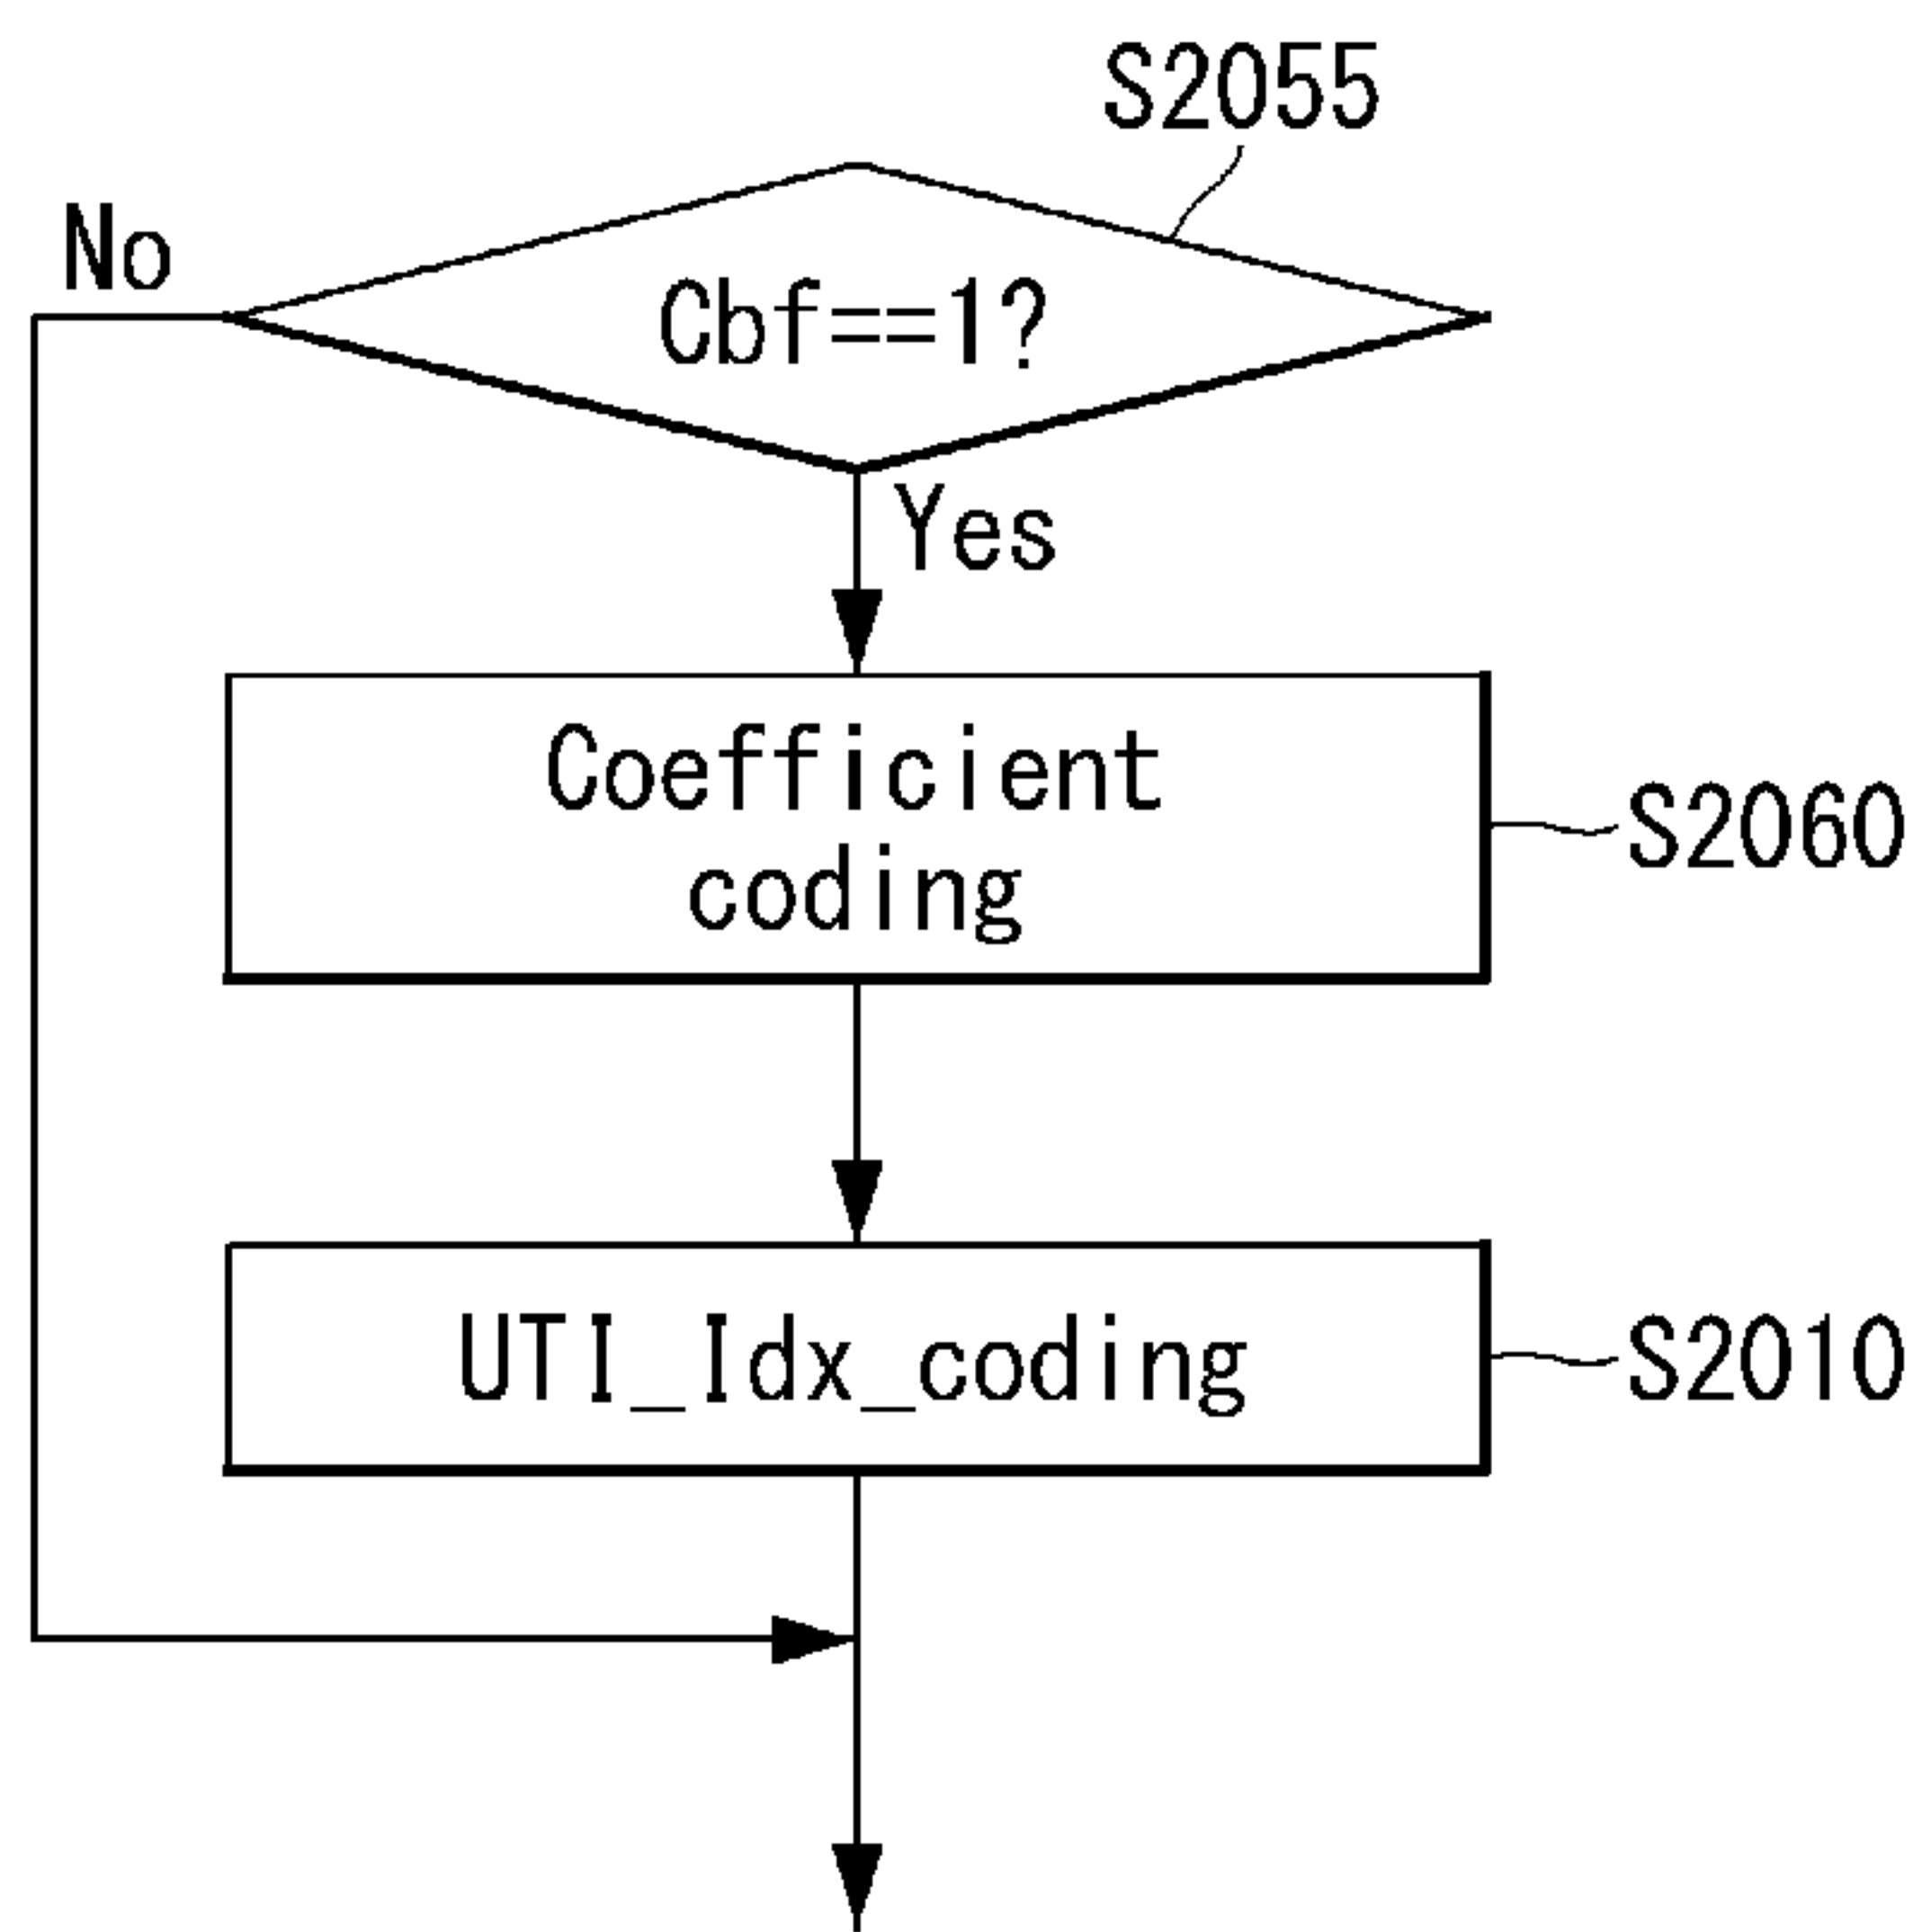 S2055
No
Cbf==1?
Yes
Coefficient
coding
S2060
UTI_Idx_coding
S2010